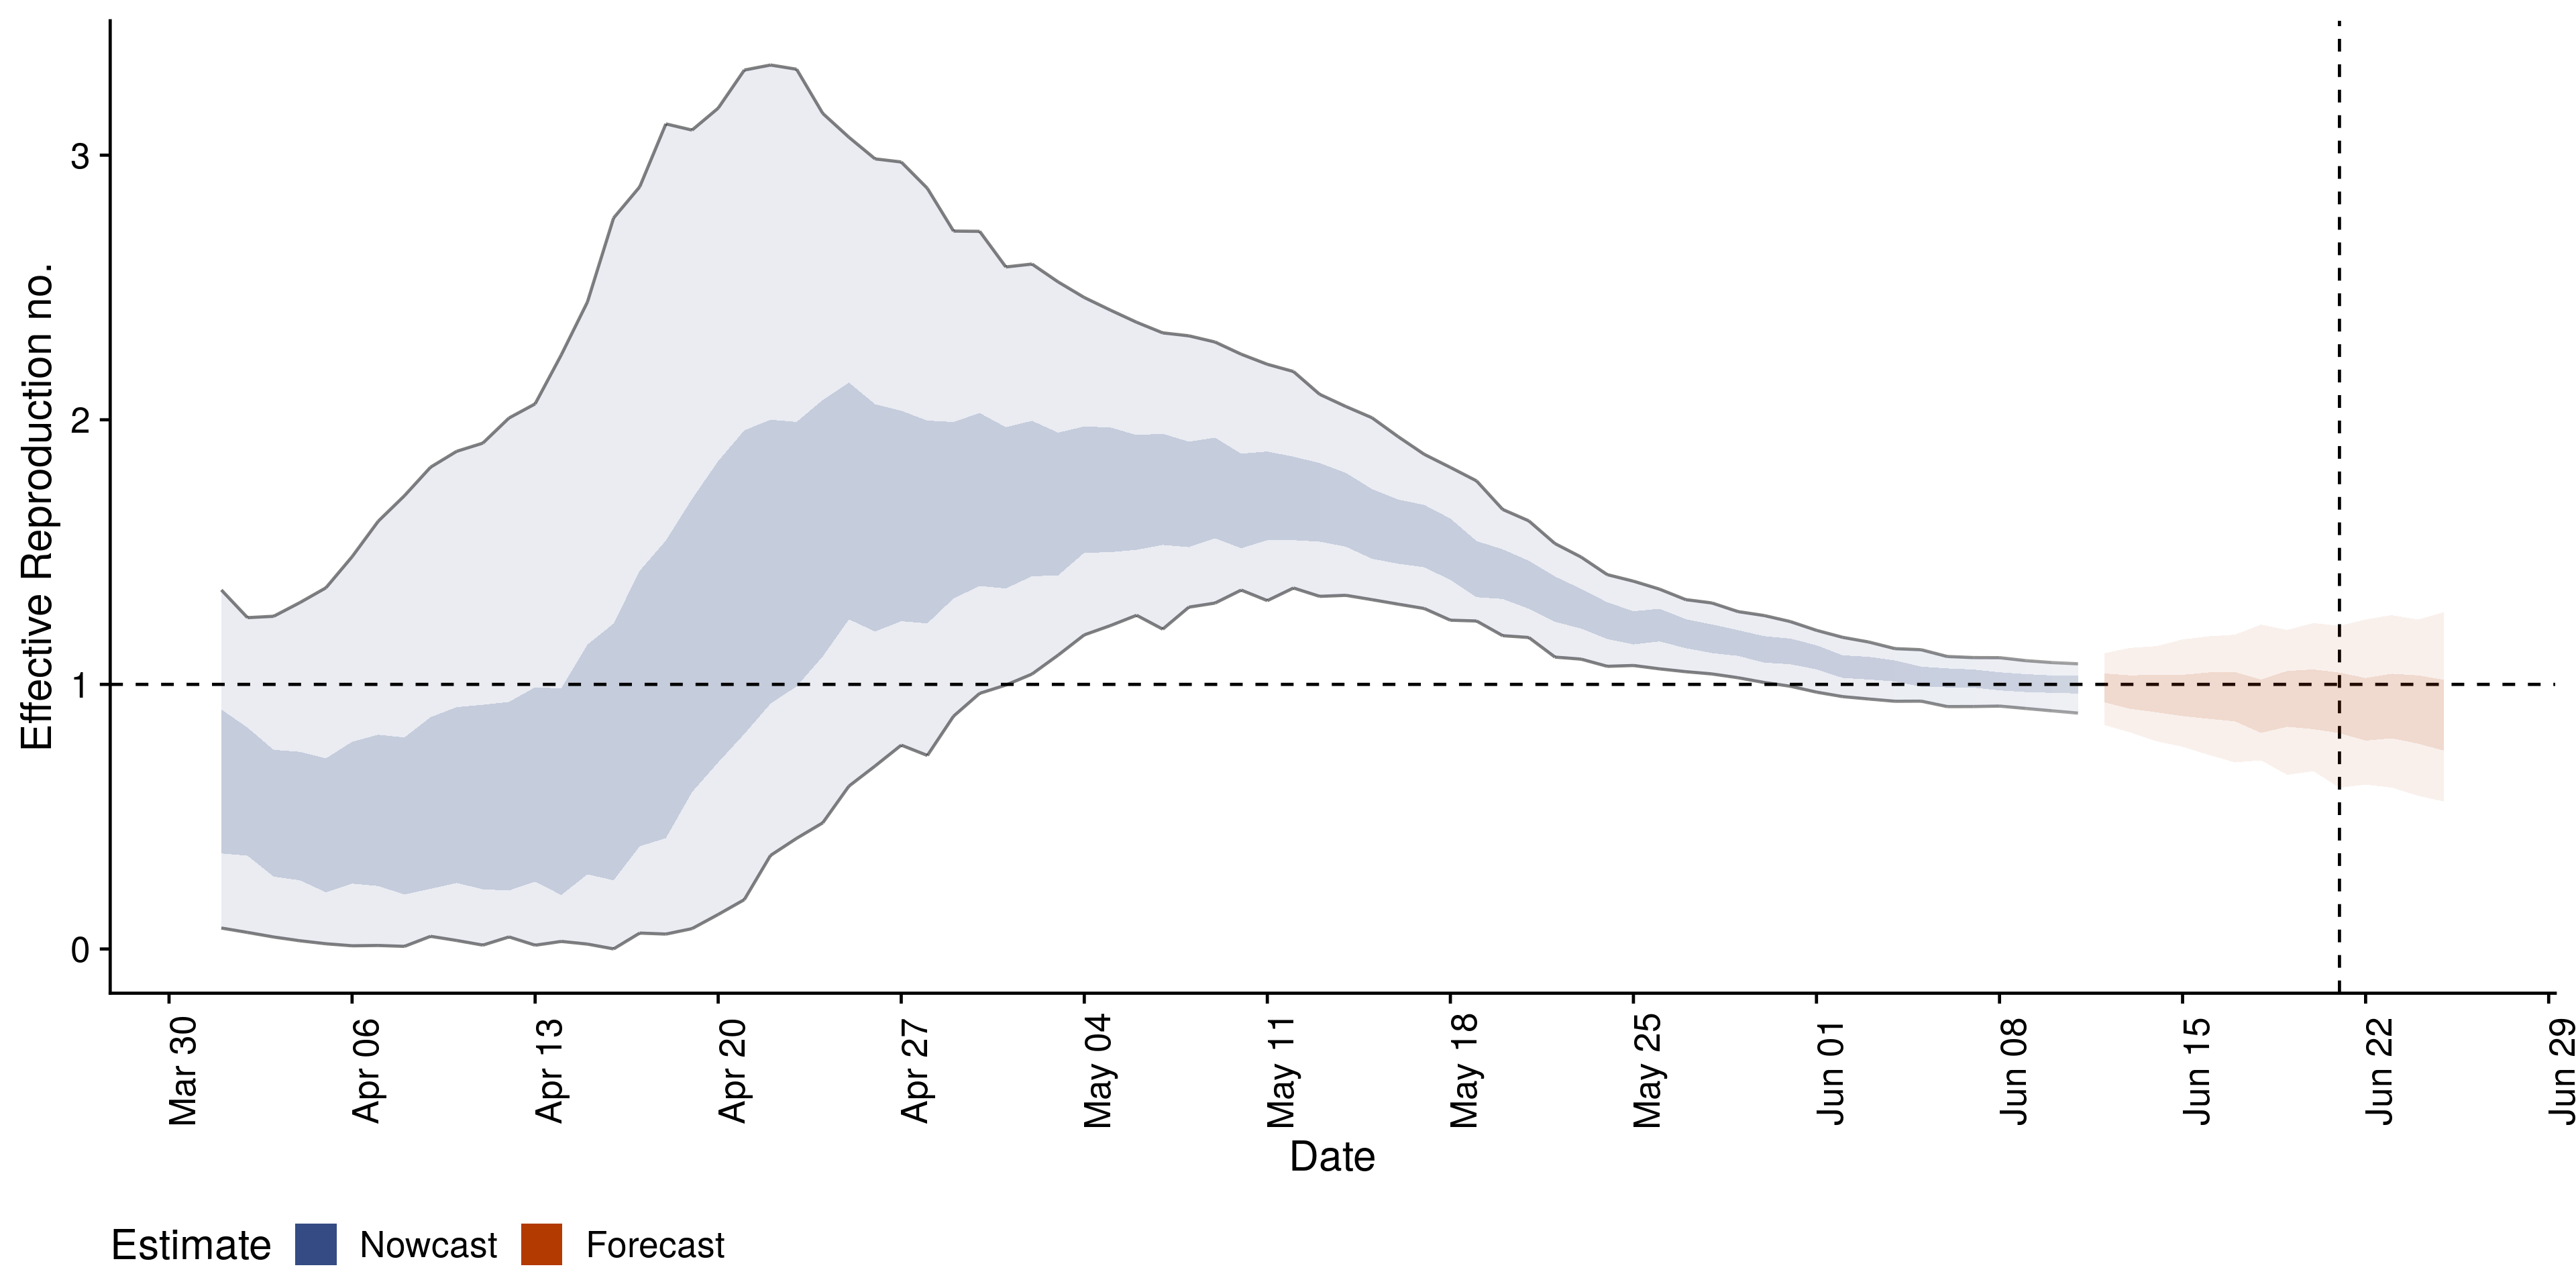 Effective Reproduction no.
3
2
1
0
Mar 30
Apr 06
Apr 13
Apr 20
Apr 27
May 04
May 11
May 18
May 25
Jun 01
Jun 08
Jun 15
Jun 22
Jun 29
Date
Estimate Nowcast Forecast